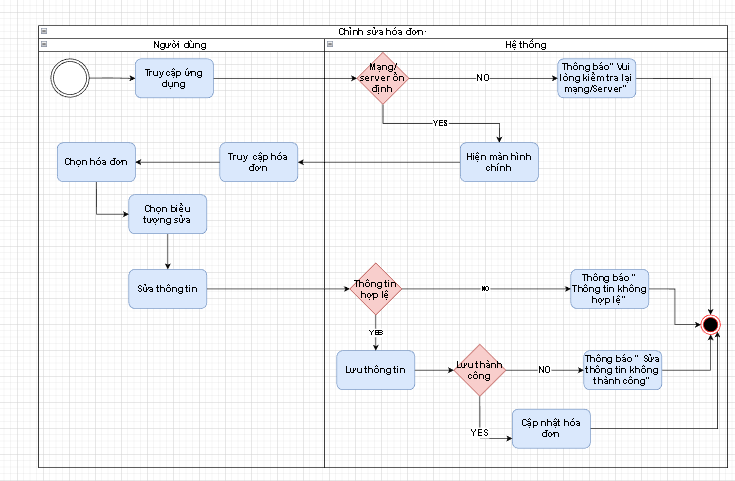 Chỉnh sửa hóa đơn
Người dùng
Hệ thống
Truy cập ứng
dụng
Mạng/
server ổn
định
NO
Thông báo" Vui
lòng kiểm tra lại
mạng/Server"
YES
Chọn hóa đơn
Truy cập hóa
đơn
Hiện màn hình
chính
Chọn biểu
tượng sửa
Sửa thông tin
Thông tin
hợp lệ
NO
Thông báo "
Thông tin không
hợp lệ"
YES
Lưu thông tin
Lưu thành
công
NO
Thông báo " Sửa
thông tin không
thành công"
YES
Cập nhật hóa
đơn